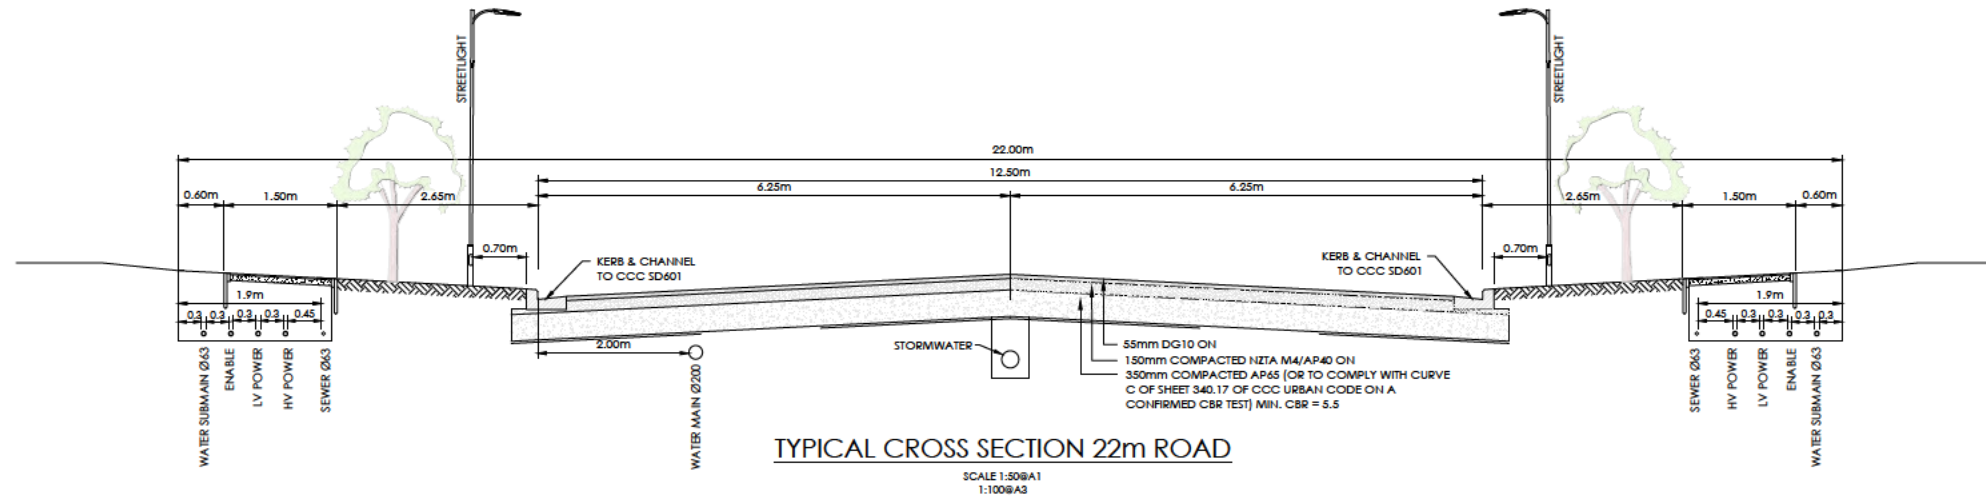 STREETLIGHT
STREETLIGHT
22.00m
12.50m
6.25m
6.25m
0.60m
1.50m
2.65m
2.65m
1.50m
0.60m
0.70m
0.70m
KERB & CHANNEL
TO CCC SD601
KERB & CHANNEL
TO CCC SD601
1.9m
1.9m
0.3
0.3
0.3
0.3
0.45
0.45
0.3
0.3
0.3
0.3
2.00m
STORMWATER
55mm DG10 ON
150mm COMPACTED NZTA M4/AP40 ON
350mm COMPACTED AP65 (OR TO COMPLY WITH CURVE
C OF SHEET 340.17 OF CCC URBAN CODE ON A
CONFIRMED CBR TEST) MIN. CBR = 5.5
WATER SUBMAIN Ø63
ENABLE
LV POWER
HV POWER
SEWER Ø63
WATER MAIN Ø200
SEWER Ø63
HV POWER
LV POWER
ENABLE
WATER SUBMAIN Ø63
TYPICAL CROSS SECTION 22m ROAD
SCALE 1:50@A1
1:100@A3